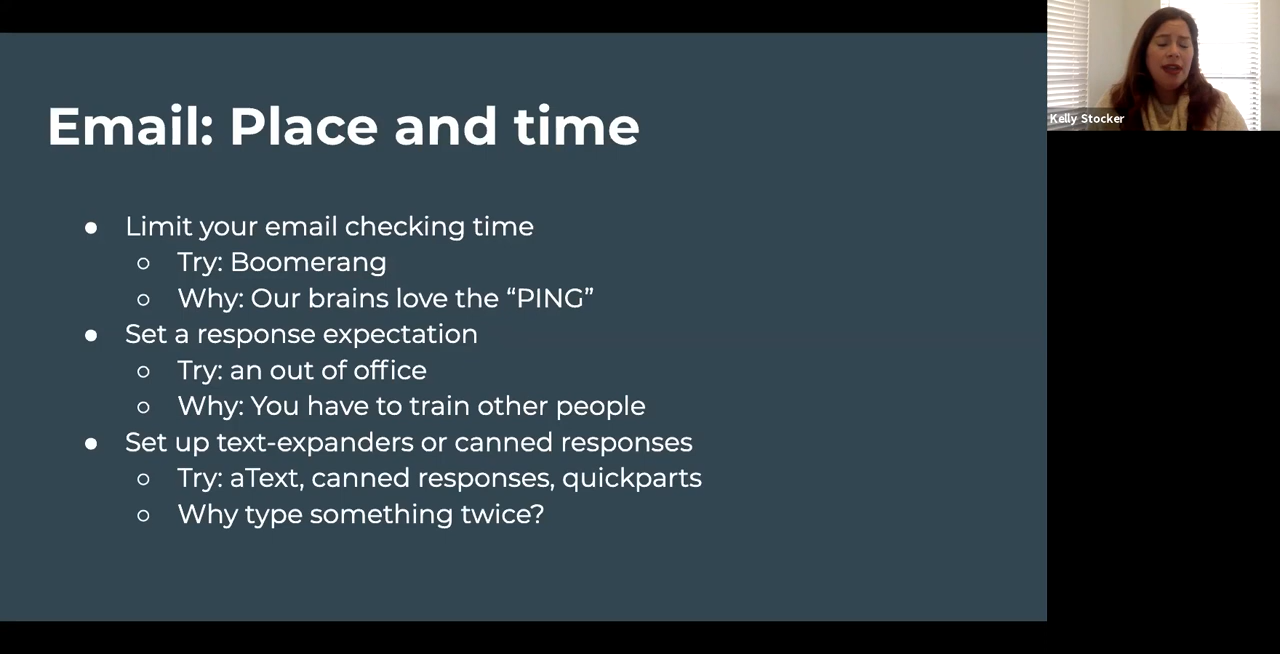 Email: Place and time
● Limit your email checking time
○ Try: Boomerang
○ Why: Our brains love the “PING”
● Set a response expectation
○ Try: an out of office
○ Why: You have to train other people
● Set up text-expanders or canned responses
○ Try: aText, canned responses, quickparts
○ Why type something twice?
Kelly Stocker